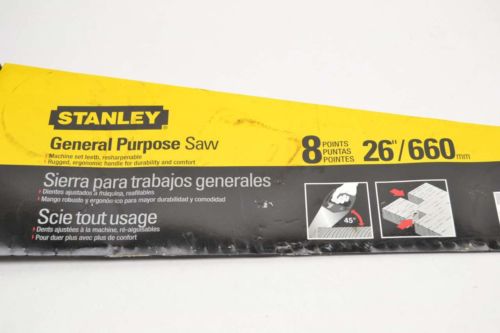 STANLEY
General Purpose Saw
Machine set teeth, resharpenable
Rugged, ergonomic handle for durability and comfort
8 POINTS
PUNTAS
POINTES
26"/660mm
Sierra para trabajos generales
Dientes ajustados a máquina, reafilables
Mango robusto y ergonómico para mayor durabilidad y comodidad
Scie tout usage
Dents ajustées à la machine, ré-aiguisables
Pour durer plus avec plus de confort
45°